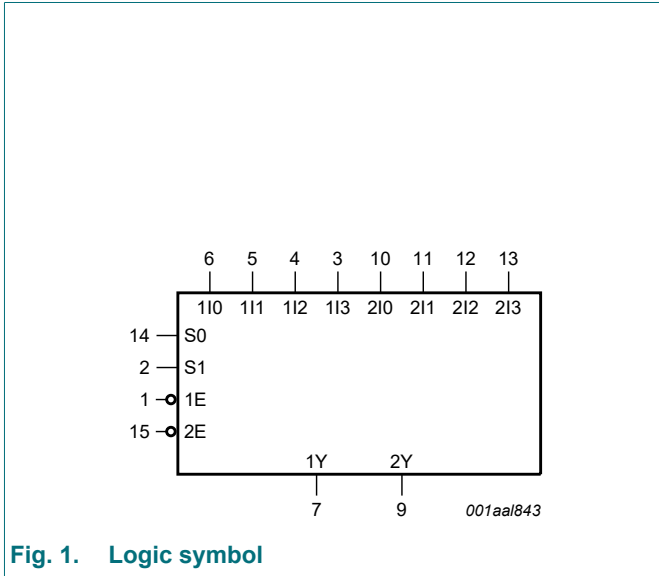 6 5 4 3 10 11 12 13
1I0 1I1 1I2 1I3 2I0 2I1 2I2 2I3
14 S0
2 S1
1 1E
15 2E
1Y 2Y
7 9 001aal843
Fig. 1. Logic symbol